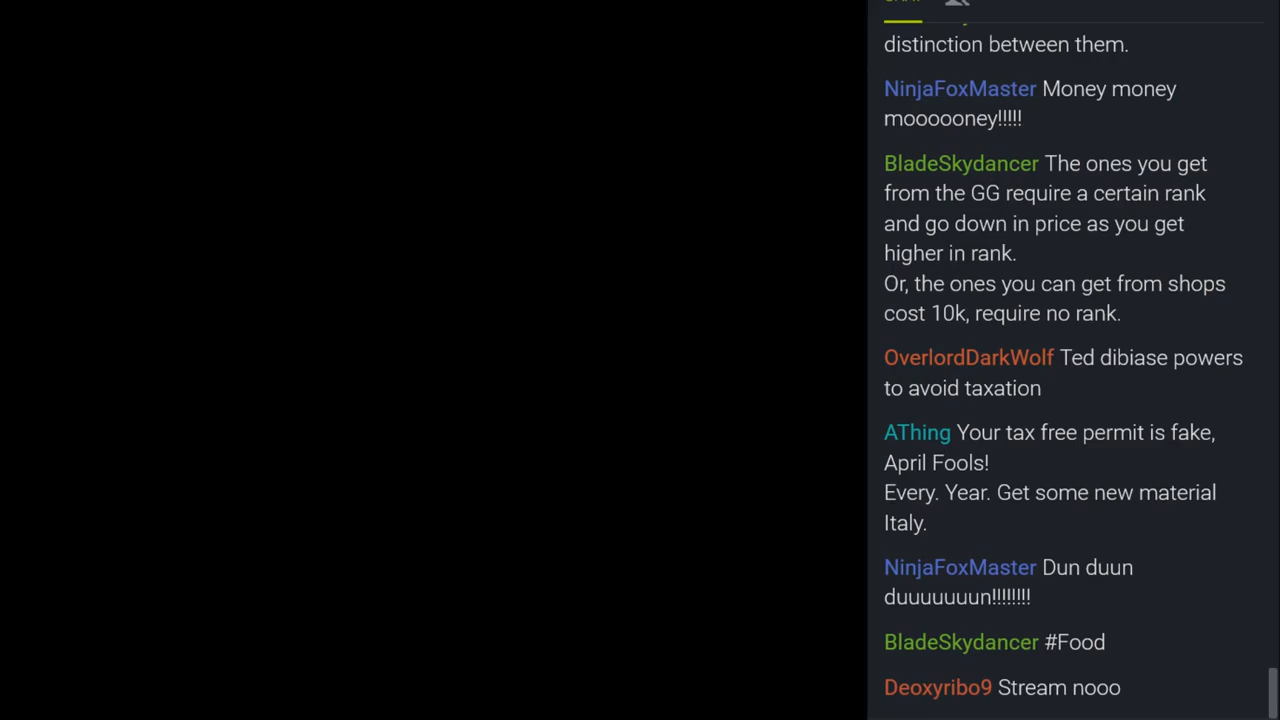 distinction between them.
NinjaFoxMaster Money money
moooooney!!!!!
BladeSkydancer The ones you get
from the GG require a certain rank
and go down in price as you get
higher in rank.
Or, the ones you can get from shops
cost 10k, require no rank.
OverlordDarkWolf Ted dibiase powers
to avoid taxation
AThing Your tax free permit is fake,
April Fools!
Every. Year. Get some new material
Italy.
NinjaFoxMaster Dun duun
duuuuuuun!!!!!!!!
BladeSkydancer #Food
Deoxyribo9 Stream nooo